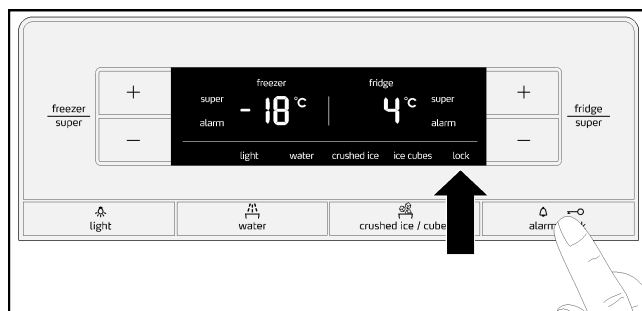 freezer
super
+
−
super
alarm
freezer
-18 °C
fridge
4 °C
super
alarm
light water crushed ice ice cubes lock
+
−
fridge
super
light
water
crushed ice /
alarm